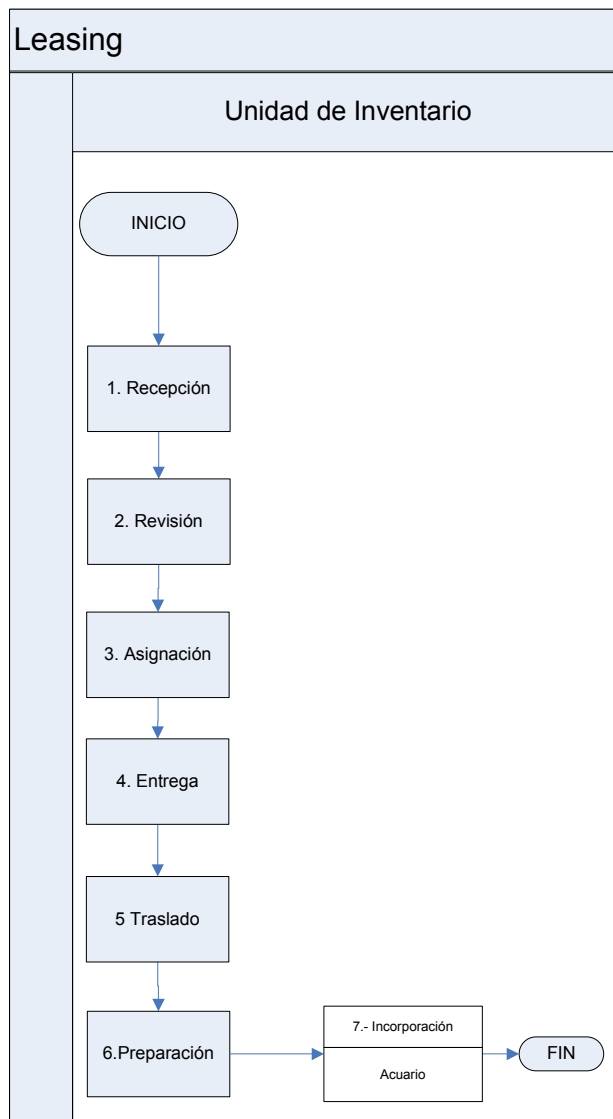 Leasing
Unidad de Inventario
INICIO
1. Recepción
2. Revisión
3. Asignación
4. Entrega
5 Traslado
6.Preparación
7.- Incorporación
Acuario
FIN